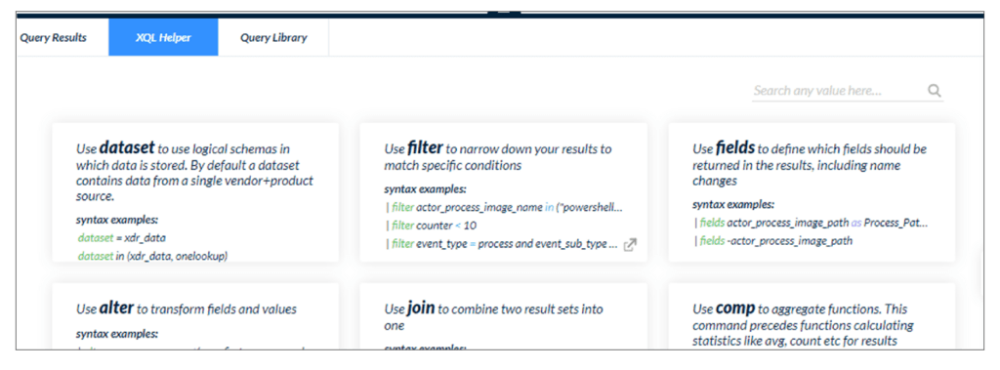 Query Results
XQL Helper
Query Library
Search any value here....
Use dataset to use logical schemas in
which data is stored. By default a dataset
contains data from a single vendor+product
source.
syntax examples:
dataset = xdr_data
dataset in (xdr_data, onelookup)
Use filter to narrow down your results to
match specific conditions
syntax examples:
| filter actor_process_image_name in ("powershell...
| filter counter < 10
| filter event_type = process and event_sub_type ...
Use fields to define which fields should be
returned in the results, including name
changes
syntax examples:
| fields actor_process_image_path as Process_Pat...
| fields -actor_process_image_path
Use alter to transform fields and values
syntax examples:
Use join to combine two result sets into
one
syntax examples:
Use comp to aggregate functions. This
command precedes functions calculating
statistics like avg, count etc for results